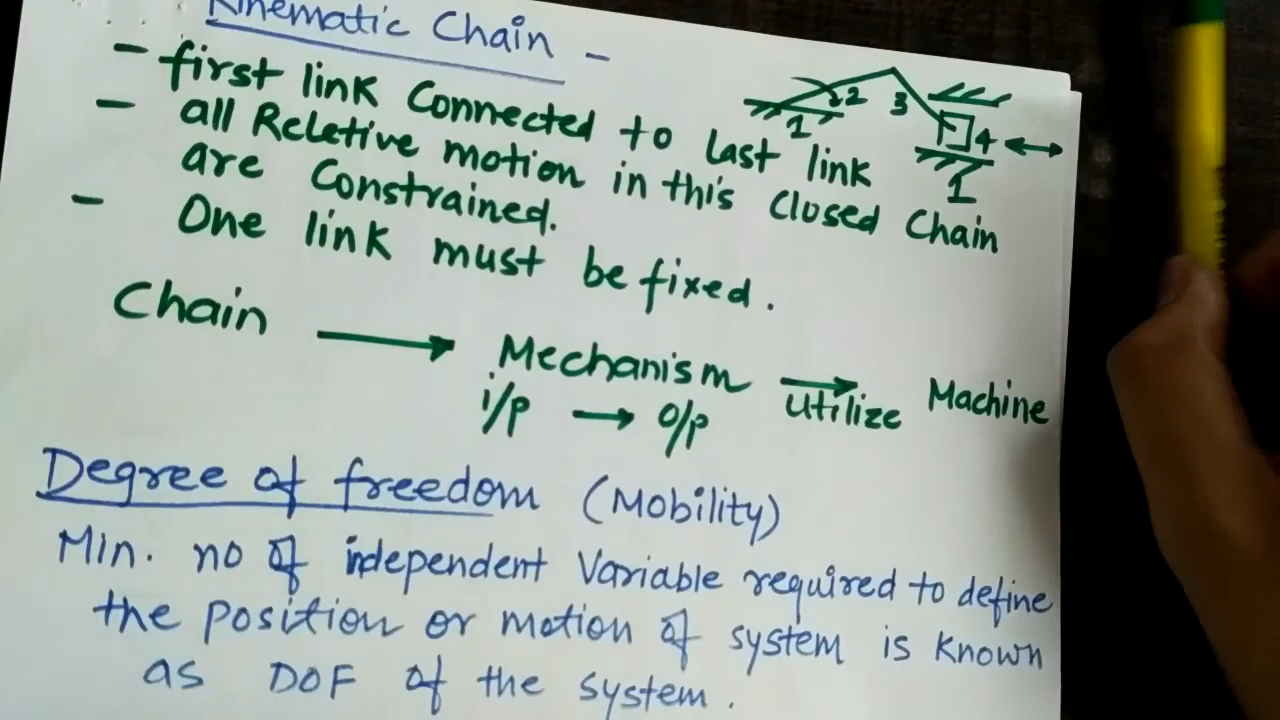 Kinematic Chain -
- first link Connected to last link
- all Reletive motion in this Closed Chain
are Constrained.
- One link must be fixed.
1 2 3 4 1
Chain → Mechanism → Machine
i/p → o/p Utilize
Degree of freedom (Mobility)
Min. no of independent Variable required to define
the position or motion of system is known
as DOF of the system.